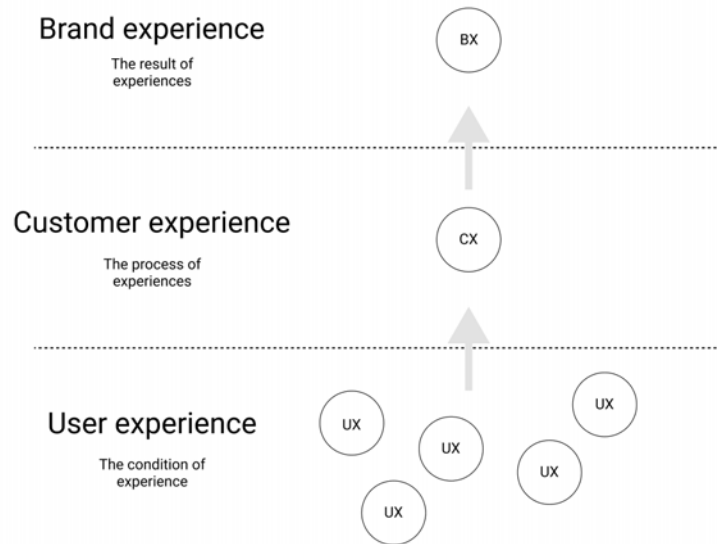 Brand experience
The result of
experiences
BX
Customer experience
The process of
experiences
CX
User experience
The condition of
experience
UX
UX
UX
UX
UX